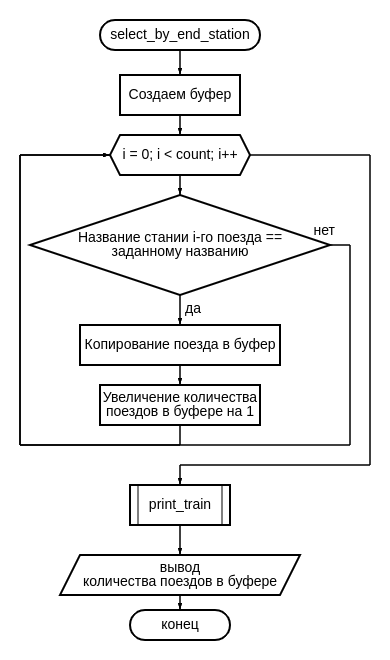 select_by_end_station
Создаем буфер
i = 0; i < count; i++
Название стании i-го поезда ==
заданному названию
нет
да
Копирование поезда в буфер
Увеличение количества
поездов в буфере на 1
print_train
вывод
количества поездов в буфере
конец